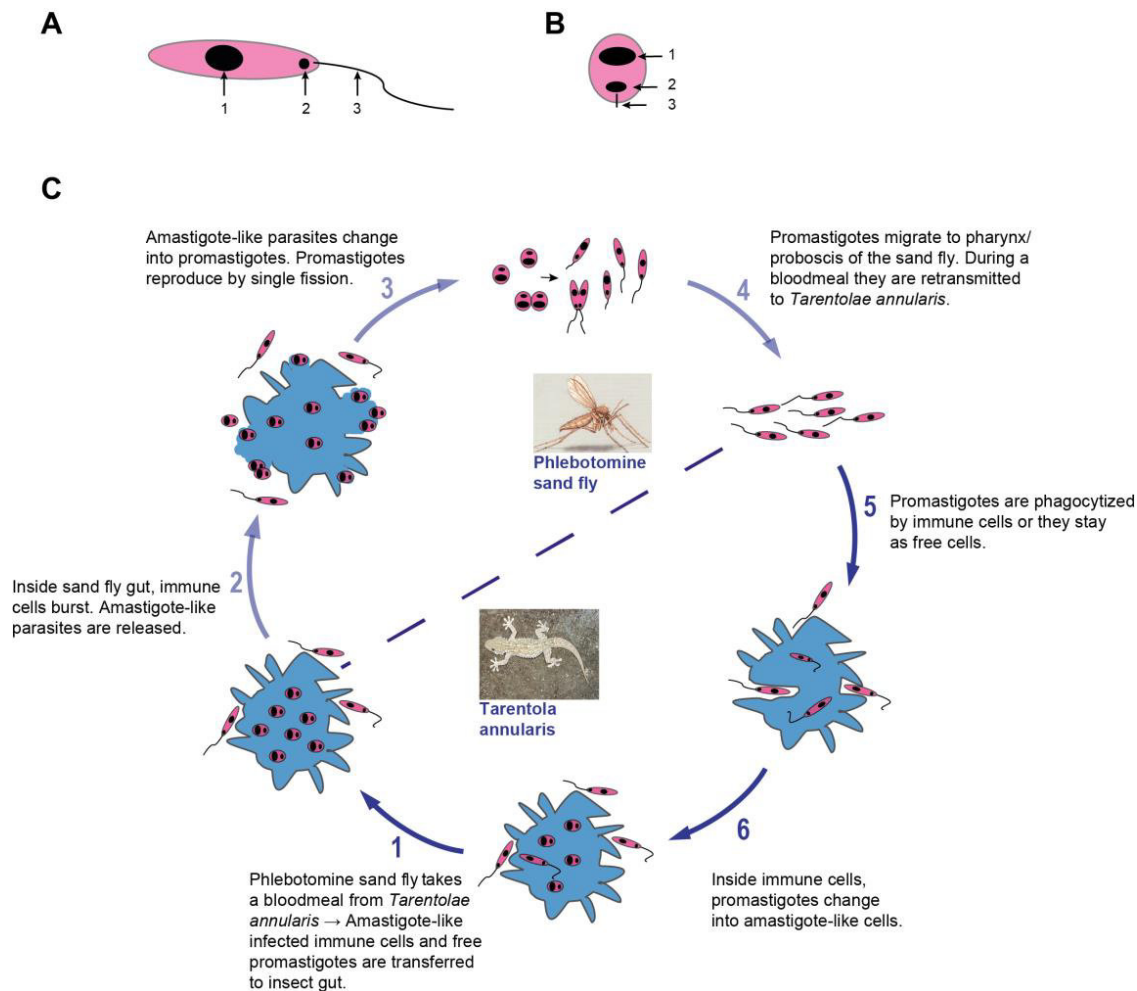 A
1
2
3
B
1
2
3
C
Amastigote-like parasites change
into promastigotes. Promastigotes
reproduce by single fission.
3
4
Promastigotes migrate to pharynx/
proboscis of the sand fly. During a
bloodmeal they are retransmitted
to Tarentolae annularis.
Phlebotomine
sand fly
5
Promastigotes are phagocytized
by immune cells or they stay
as free cells.
2
Inside sand fly gut, immune
cells burst. Amastigote-like
parasites are released.
Tarentola
annularis
1
Phlebotomine sand fly takes
a bloodmeal from Tarentolae
annularis → Amastigote-like
infected immune cells and free
promastigotes are transferred
to insect gut.
6
Inside immune cells,
promastigotes change
into amastigote-like cells.